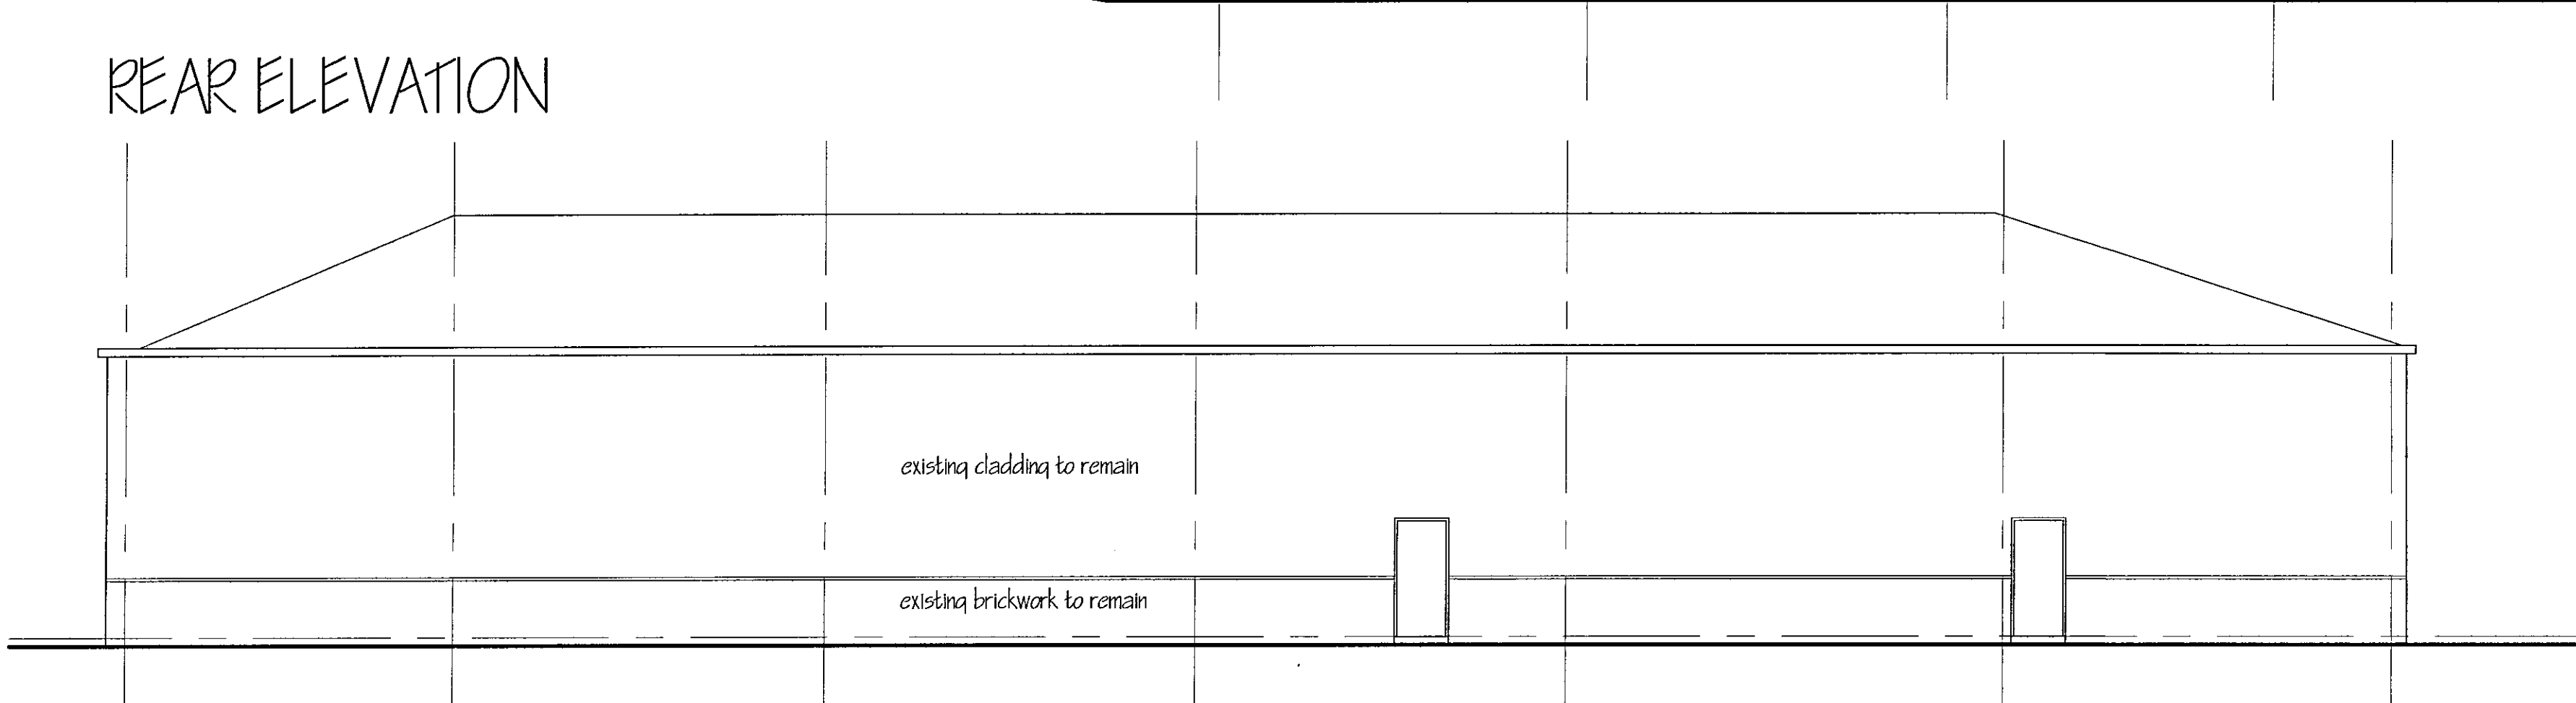 REAR ELEVATION
existing cladding to remain
existing brickwork to remain